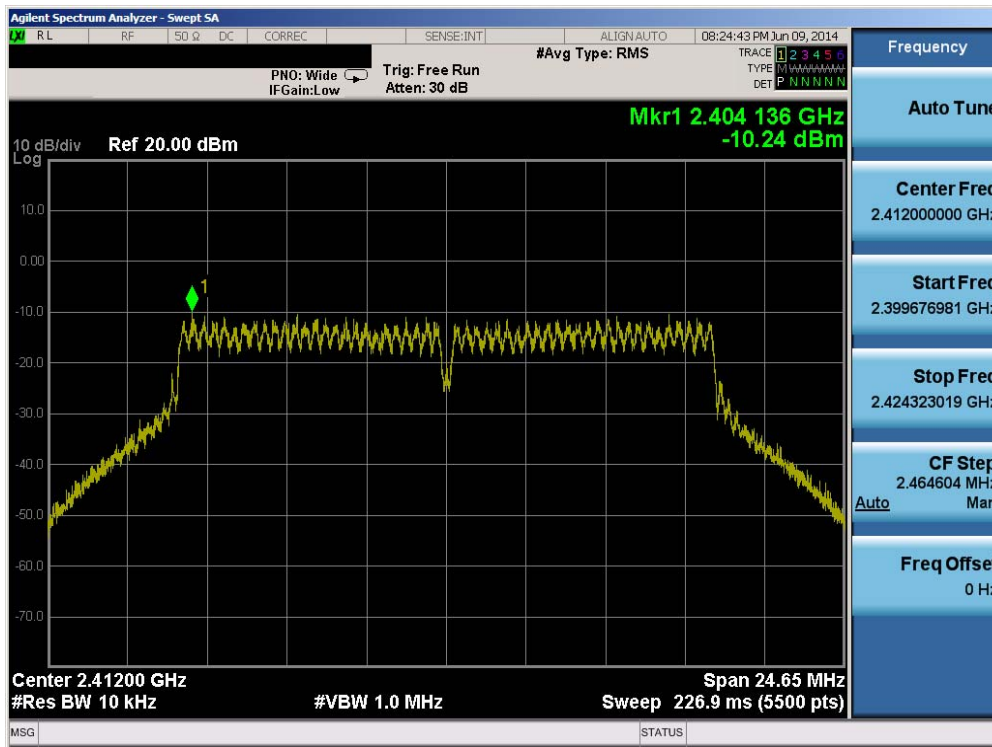 Agilent Spectrum Analyzer - Swept SA
LXI RL RF 50 Ω DC CORREC SENSE:INT ALIGN AUTO 08:24:43 PM Jun 09, 2014
PNO: Wide
IFGain:Low
Trig: Free Run
Atten: 30 dB
#Avg Type: RMS
TRACE 1 2 3 4 5 6
TYPE M WWWWW
DET P N N N N N
Mkr1 2.404 136 GHz
-10.24 dBm
10 dB/div Ref 20.00 dBm
Log
10.0
0.00
-10.0
-20.0
-30.0
-40.0
-50.0
-60.0
-70.0
1
Center 2.41200 GHz Span 24.65 MHz
#Res BW 10 kHz #VBW 1.0 MHz Sweep 226.9 ms (5500 pts)
MSG STATUS
Frequency
Auto Tune
Center Freq
2.412000000 GHz
Start Freq
2.399676981 GHz
Stop Freq
2.424323019 GHz
CF Step
2.464604 MHz
Auto Man
Freq Offset
0 Hz